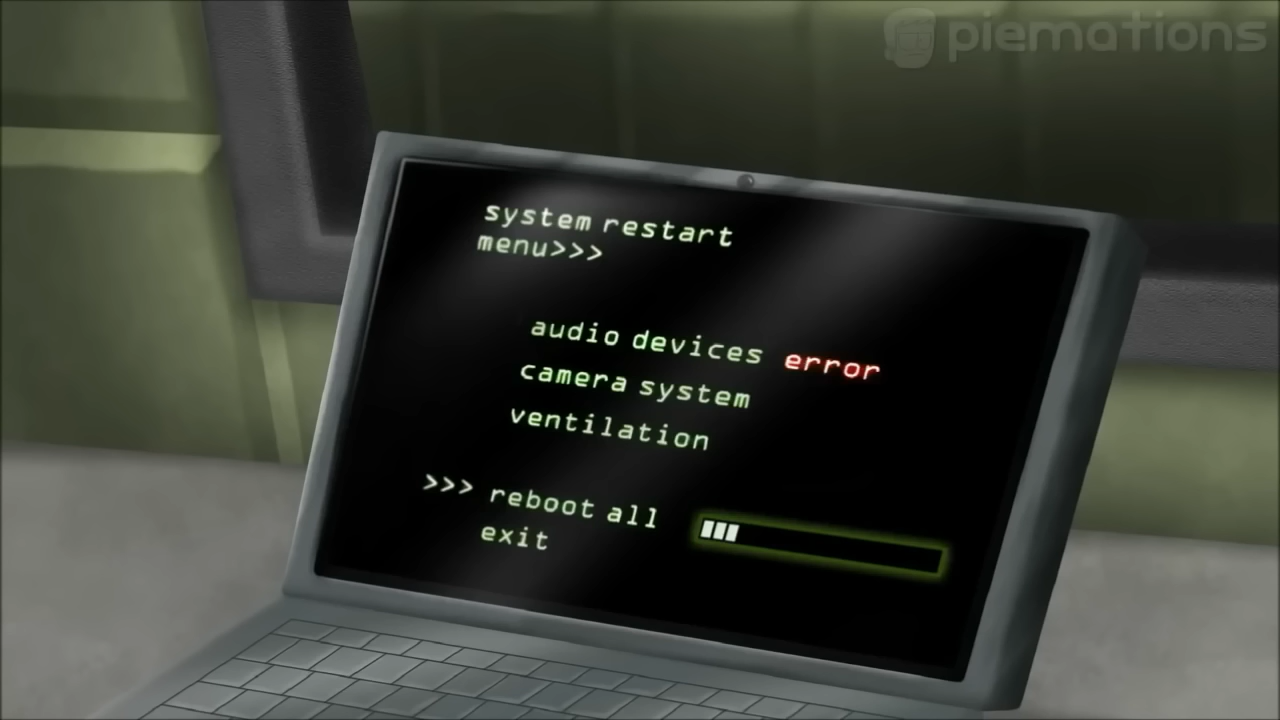 piemations
system restart
menu>>>
audio devices error
camera system
ventilation
>>> reboot all
exit